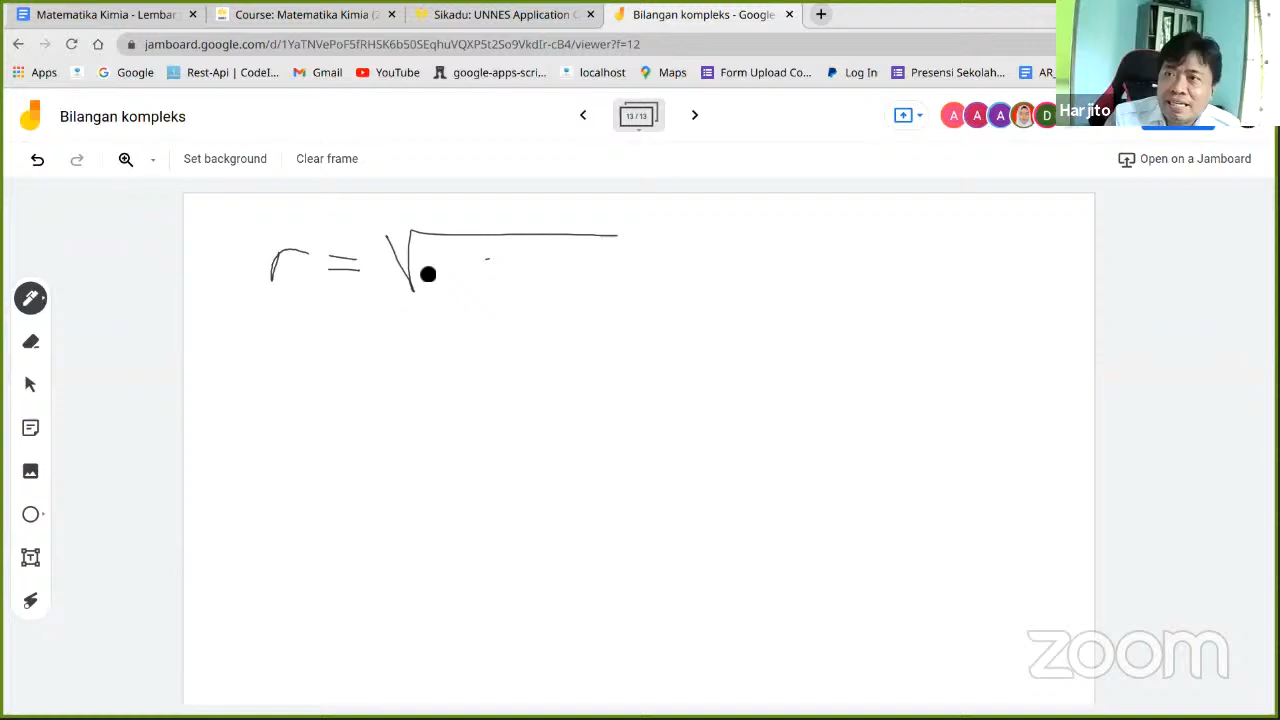 Matematika Kimia - Lembar
Course: Matematika Kimia (2
Sikadu: UNNES Application C
Bilangan kompleks - Google
jamboard.google.com/d/1YaTNVePoF5fRH5K6b50SEqhuVQXP5t2So9VkdIr-cB4/viewer?f=12
Apps
Google
Rest-Api | CodeI...
Gmail
YouTube
google-apps-scri...
localhost
Maps
Form Upload Co...
Log In
Presensi Sekolah...
AR_
Harjito
Bilangan kompleks
13 / 13
A A A D
Set background
Clear frame
Open on a Jamboard
r = √
zoom